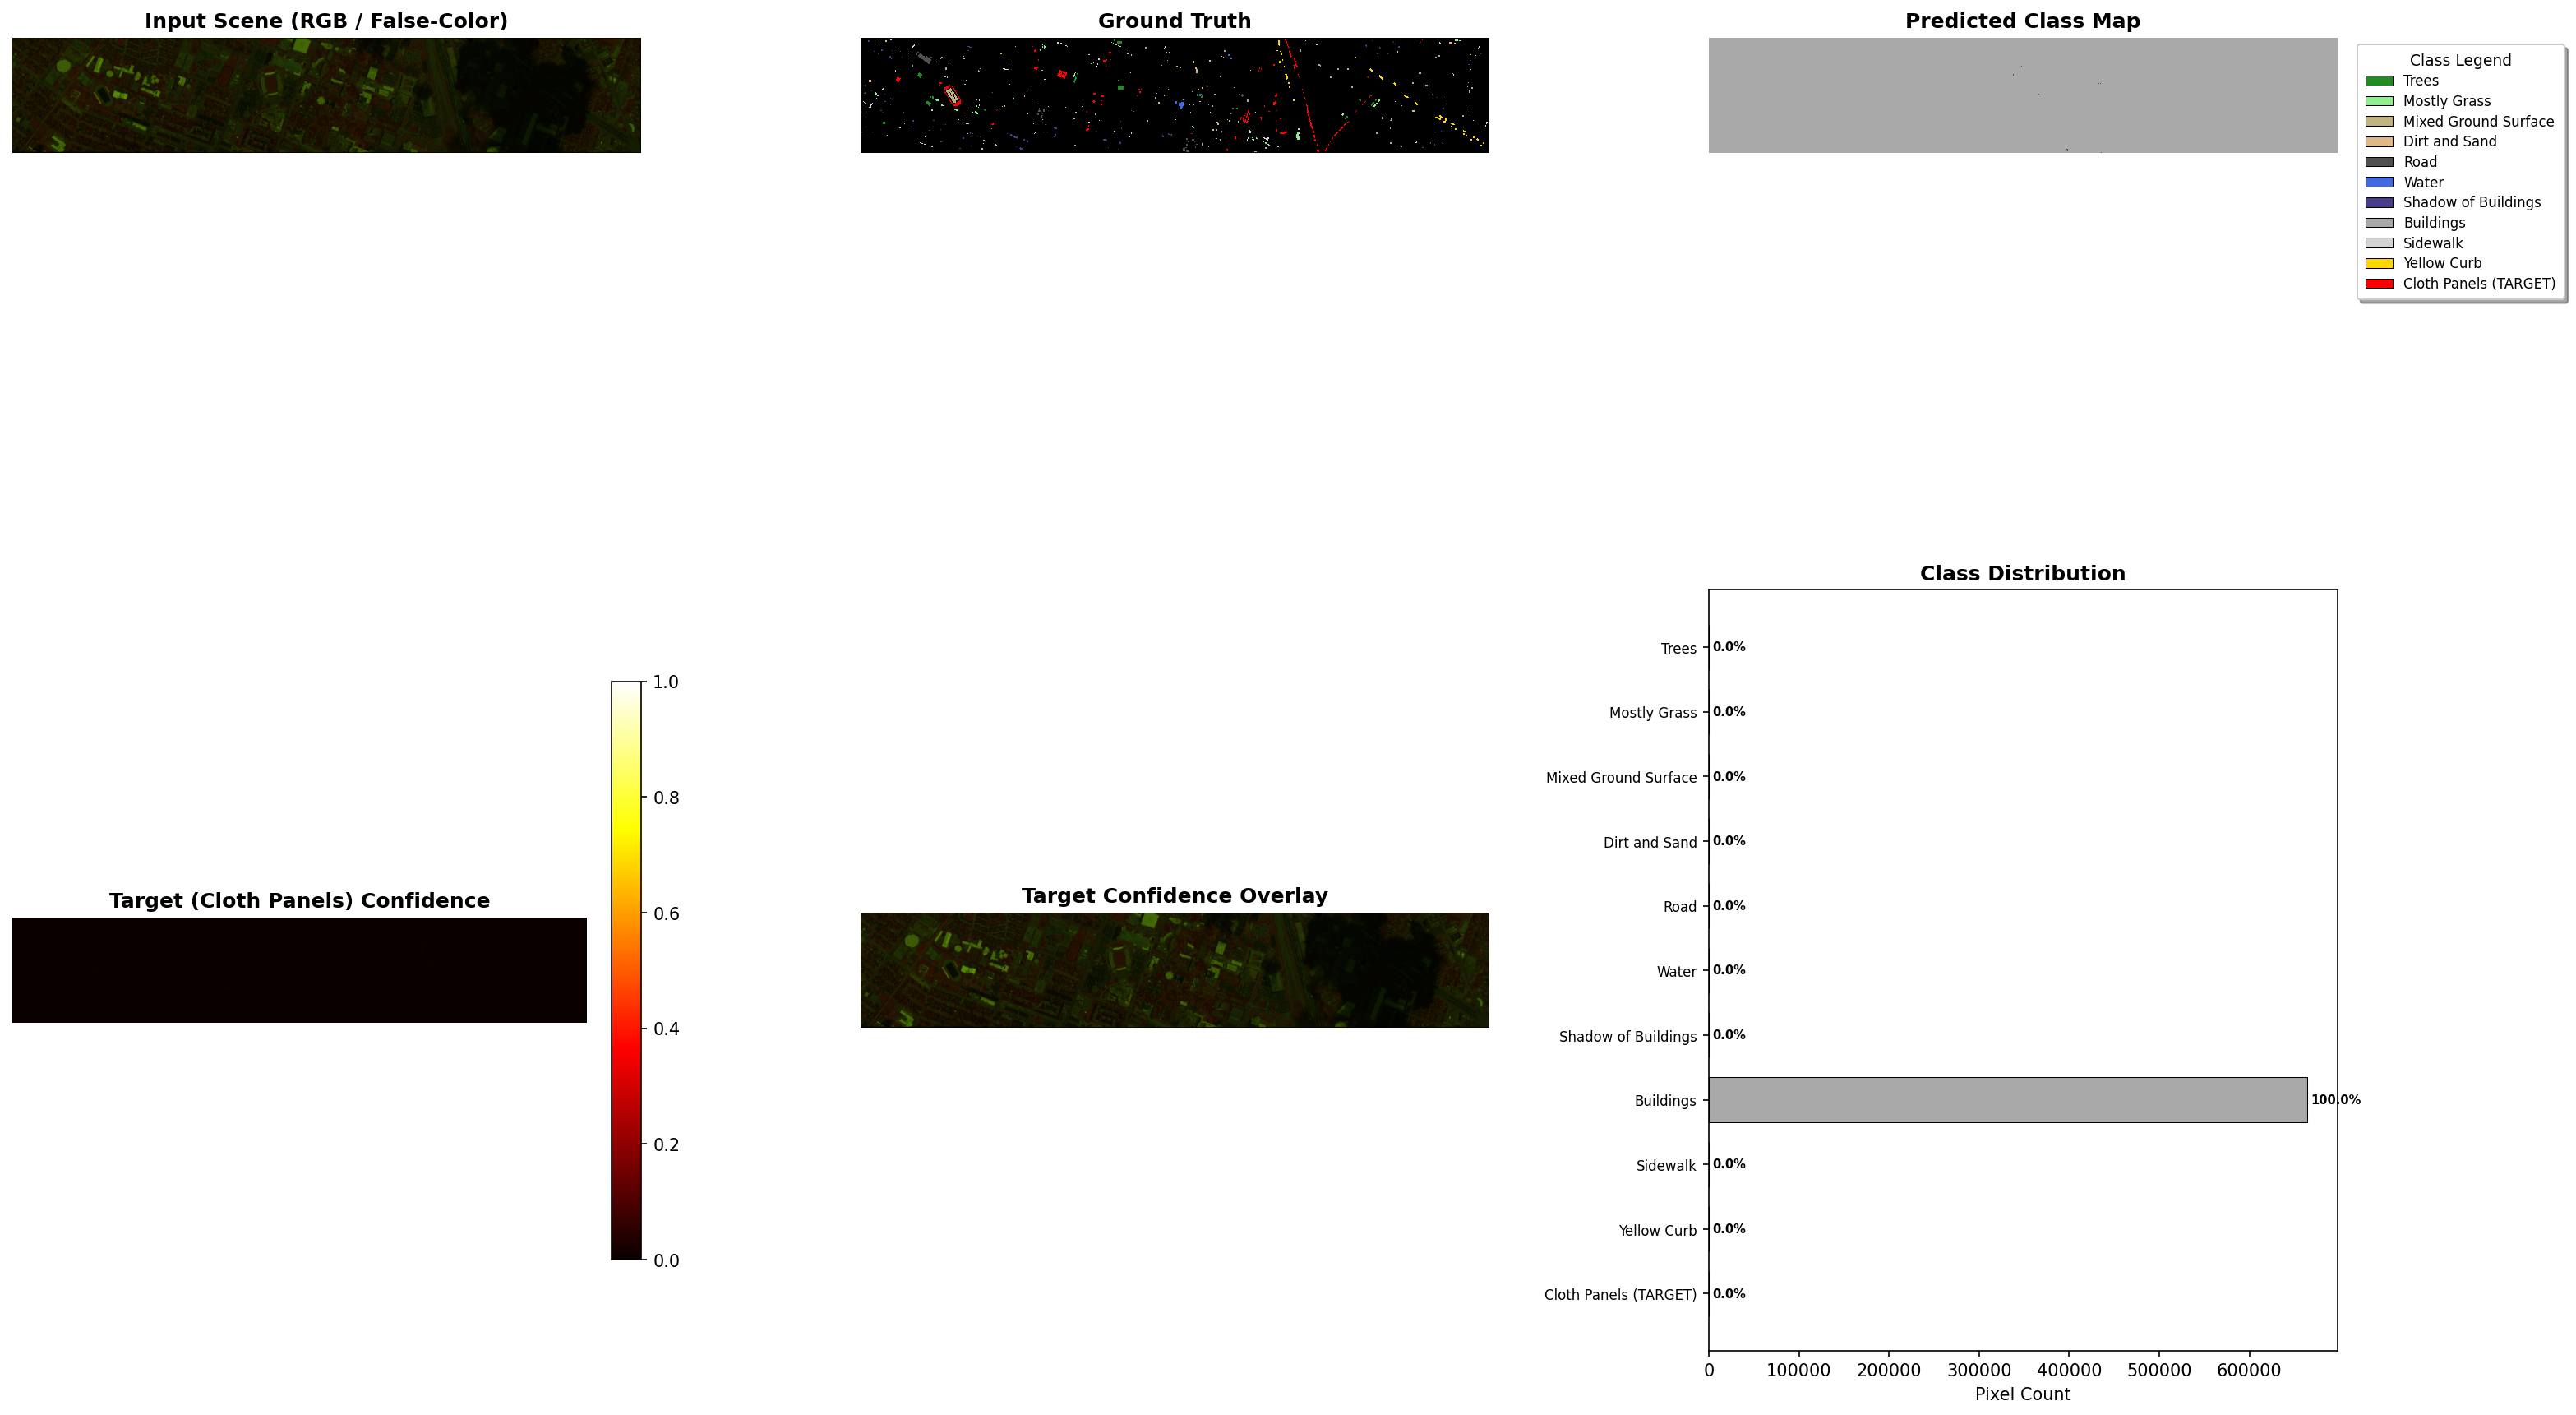 Input Scene (RGB / False-Color)
Ground Truth
Predicted Class Map
Class Legend
Trees
Mostly Grass
Mixed Ground Surface
Dirt and Sand
Road
Water
Shadow of Buildings
Buildings
Sidewalk
Yellow Curb
Cloth Panels (TARGET)
Target (Cloth Panels) Confidence
1.0
0.8
0.6
0.4
0.2
0.0
Target Confidence Overlay
Class Distribution
Trees 0.0%
Mostly Grass 0.0%
Mixed Ground Surface 0.0%
Dirt and Sand 0.0%
Road 0.0%
Water 0.0%
Shadow of Buildings 0.0%
Buildings 100.0%
Sidewalk 0.0%
Yellow Curb 0.0%
Cloth Panels (TARGET) 0.0%
0 100000 200000 300000 400000 500000 600000
Pixel Count